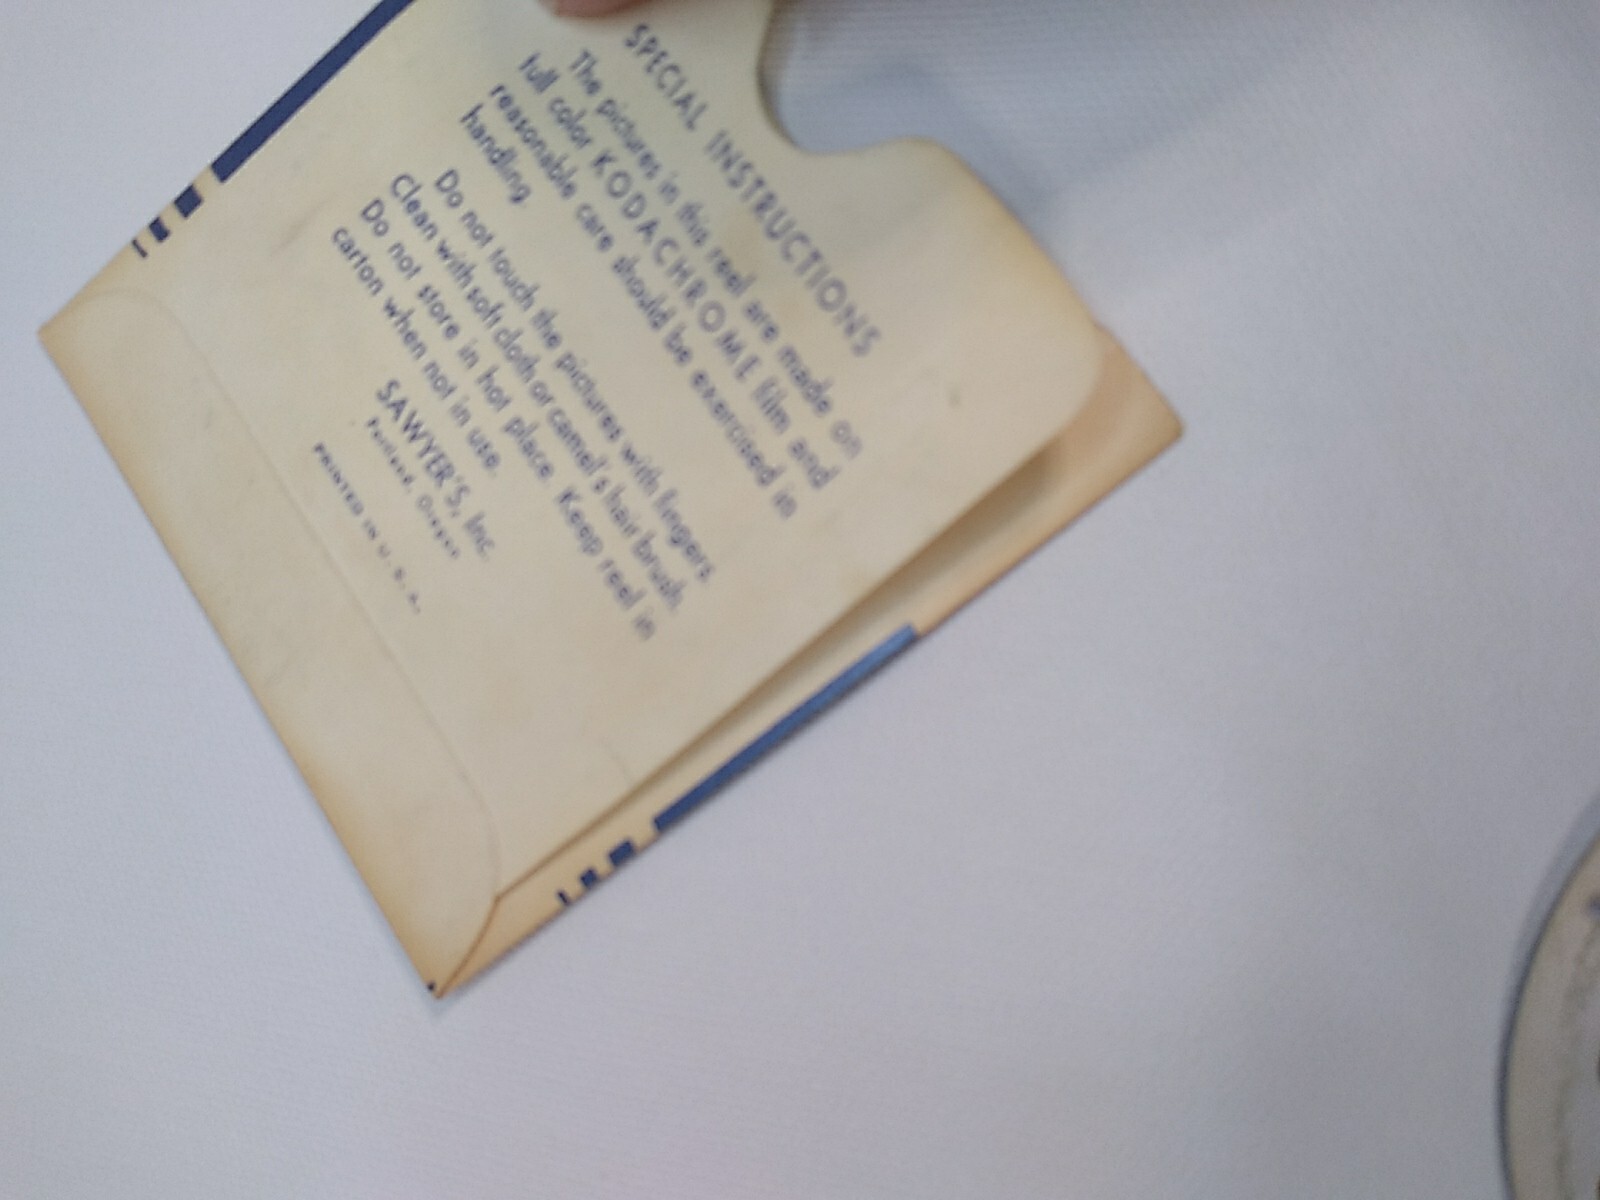 SPECIAL INSTRUCTIONS
The pictures in this reel are made on
full color KODACHROME film and
reasonable care should be exercised in
handling.
Do not touch the pictures with fingers.
Clean with soft cloth or camel's hair brush.
Do not store in hot place. Keep reel in
carton when not in use.
SAWYER'S, Inc.
Portland, Oregon
PRINTED IN U. S. A.